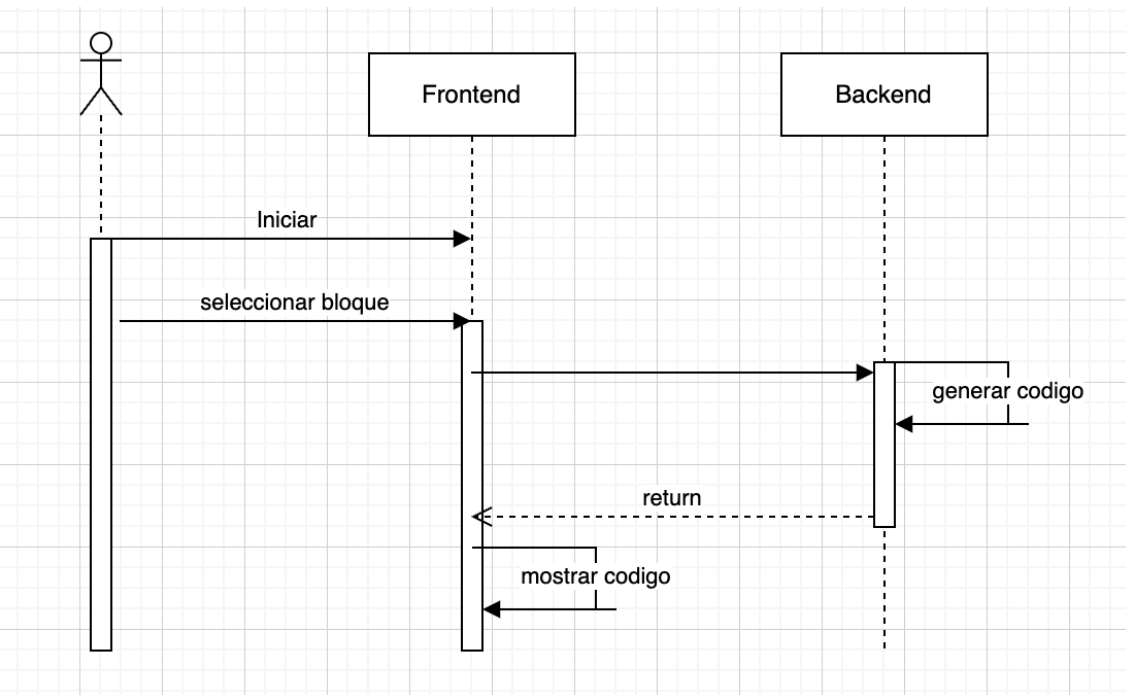 Frontend
Backend
Iniciar
seleccionar bloque
generar codigo
return
mostrar codigo